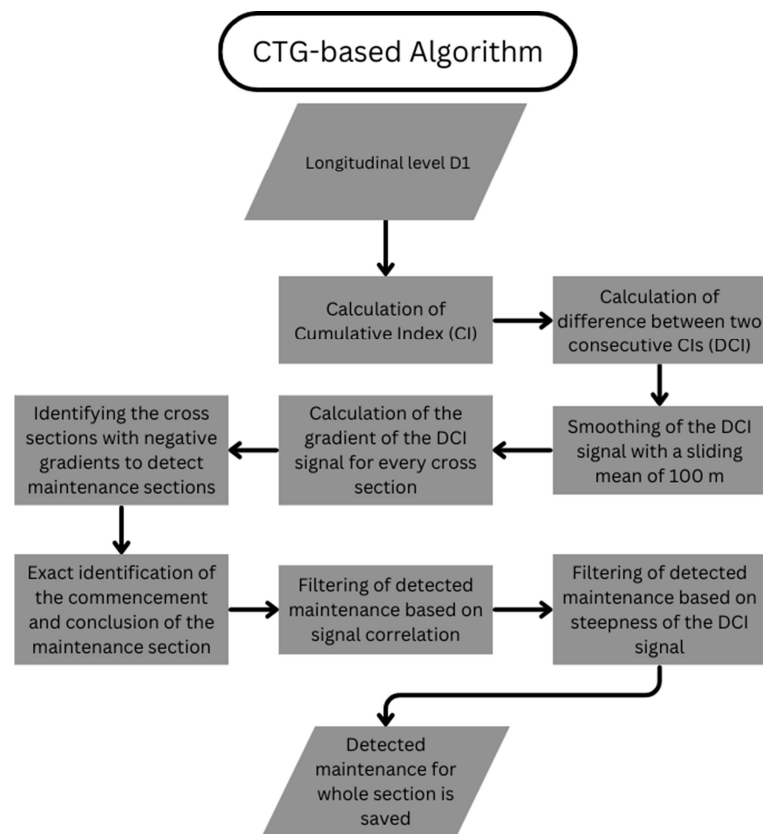 CTG-based Algorithm
Longitudinal level D1
Calculation of
Cumulative Index (CI)
Calculation of
difference between two
consecutive CIs (DCI)
Smoothing of the DCI
signal with a sliding
mean of 100 m
Calculation of the
gradient of the DCI
signal for every cross
section
Identifying the cross
sections with negative
gradients to detect
maintenance sections
Exact identification of
the commencement
and conclusion of the
maintenance section
Filtering of detected
maintenance based on
signal correlation
Filtering of detected
maintenance based on
steepness of the DCI
signal
Detected
maintenance for
whole section is
saved